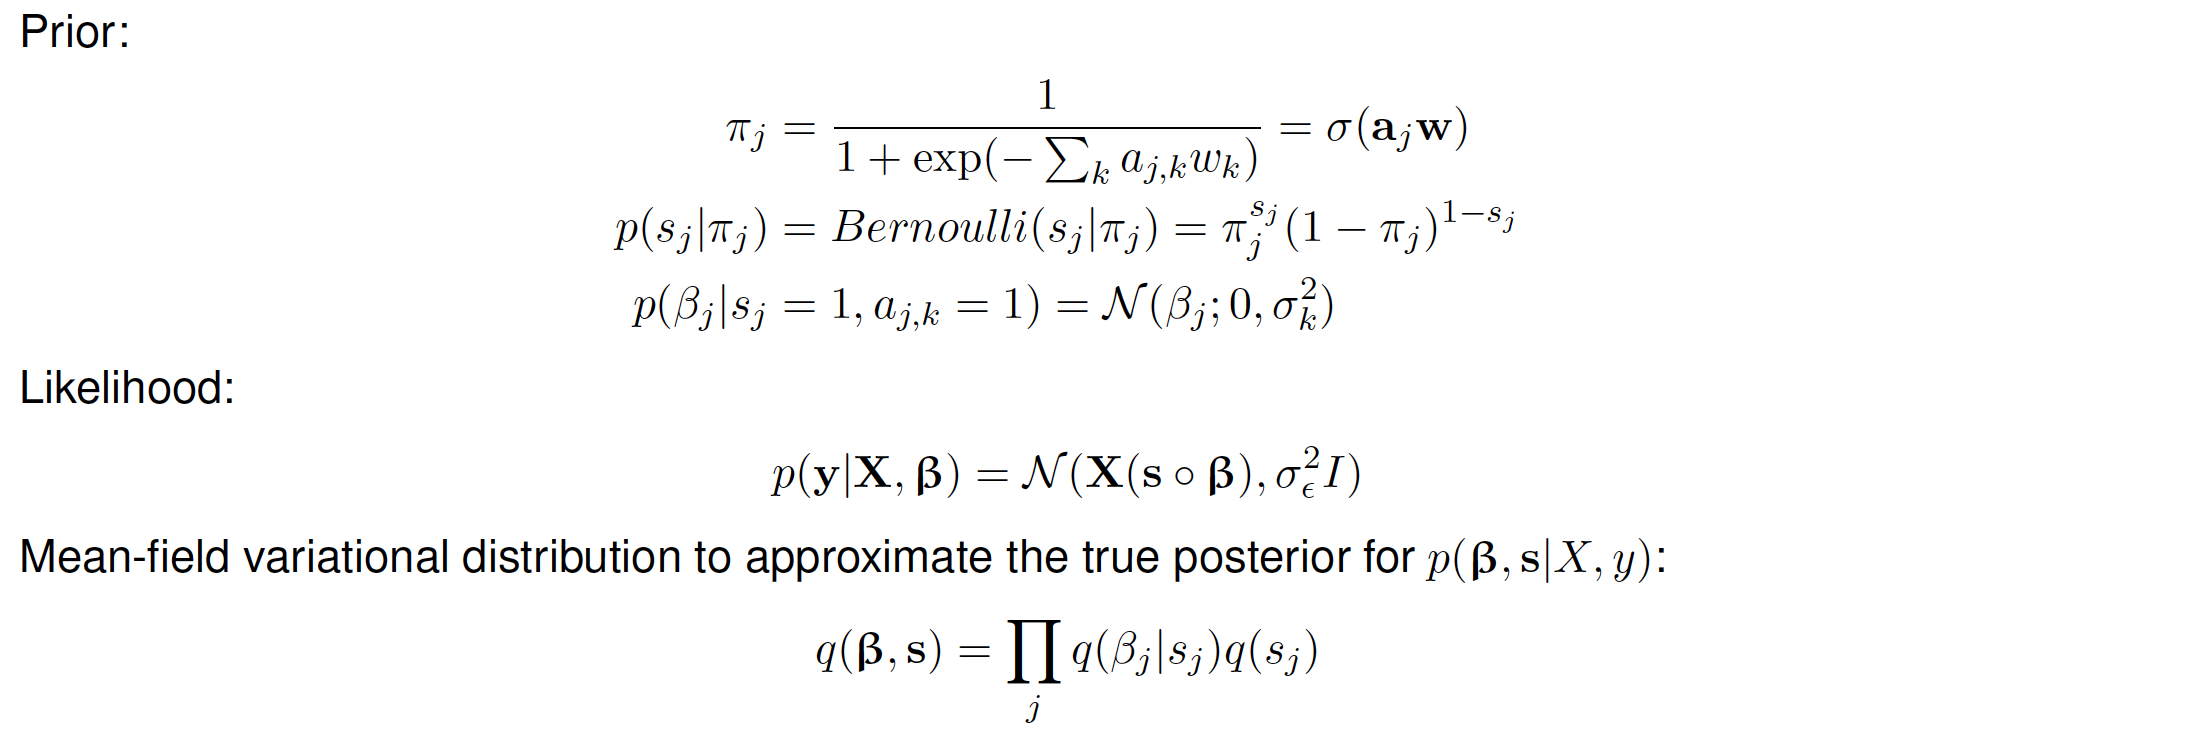 Prior:
π_j = 1 / (1 + exp(−∑_k a_{j,k} w_k)) = σ(𝐚_j 𝐰)
p(s_j|π_j) = Bernoulli(s_j|π_j) = π_j^{s_j} (1 − π_j)^{1−s_j}
p(β_j|s_j = 1, a_{j,k} = 1) = 𝒩(β_j; 0, σ_k^2)
Likelihood:
p(𝐲|𝐗, 𝛃) = 𝒩(𝐗(𝐬 ∘ 𝛃), σ_ϵ^2 I)
Mean-field variational distribution to approximate the true posterior for p(𝛃, 𝐬|X, y):
q(𝛃, 𝐬) = ∏_j q(β_j|s_j)q(s_j)